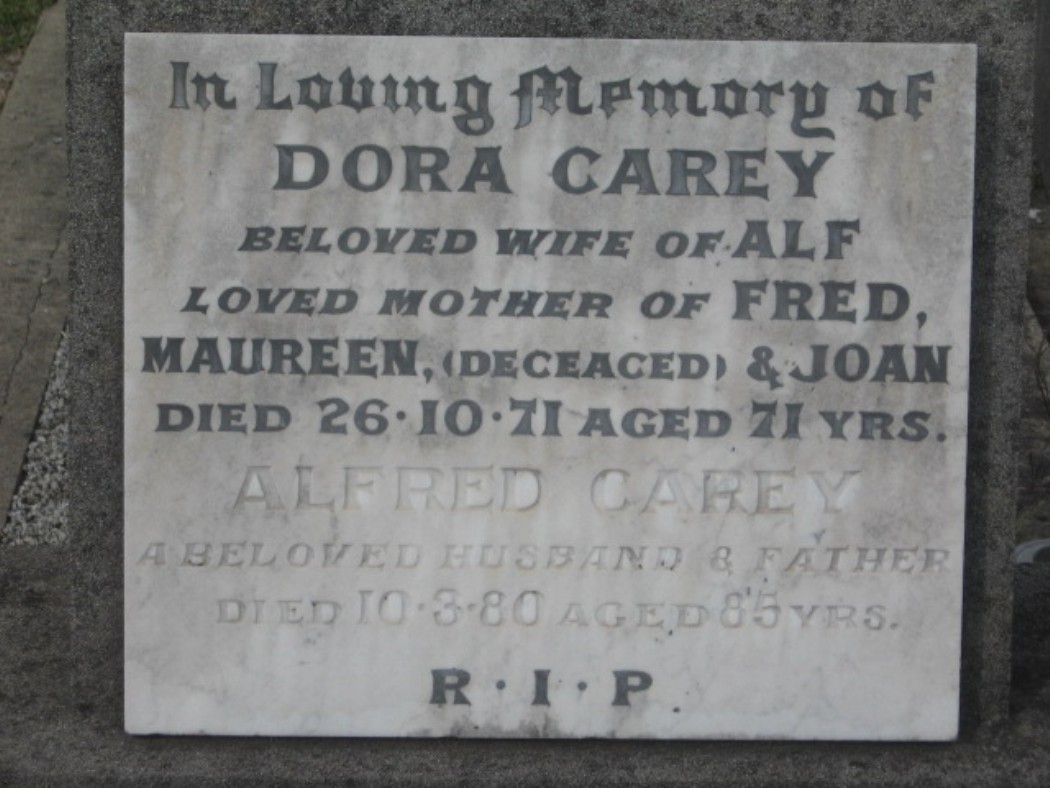 In Loving Memory of
DORA CAREY
BELOVED WIFE OF ALF
LOVED MOTHER OF FRED,
MAUREEN, (DECEACED) & JOAN
DIED 26·10·71 AGED 71 YRS.
ALFRED CAREY
A BELOVED HUSBAND & FATHER
DIED 10·3·80 AGED 85 YRS.
R·I·P